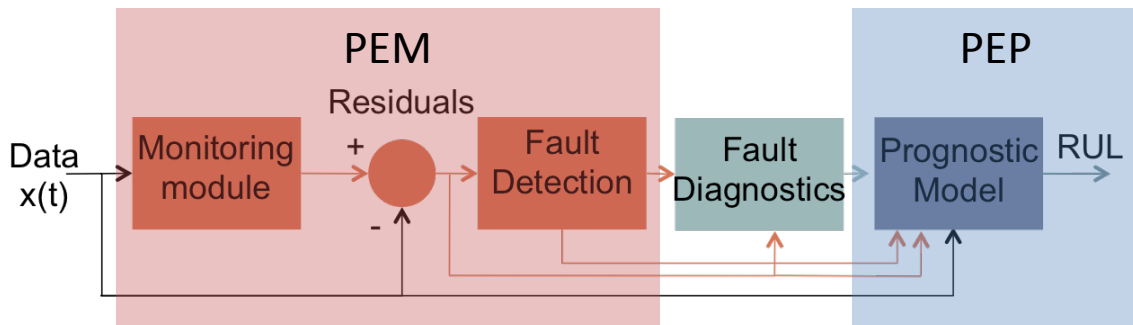 PEM
PEP
Residuals
Data
x(t)
Monitoring
module
+
-
Fault
Detection
Fault
Diagnostics
Prognostic
Model
RUL